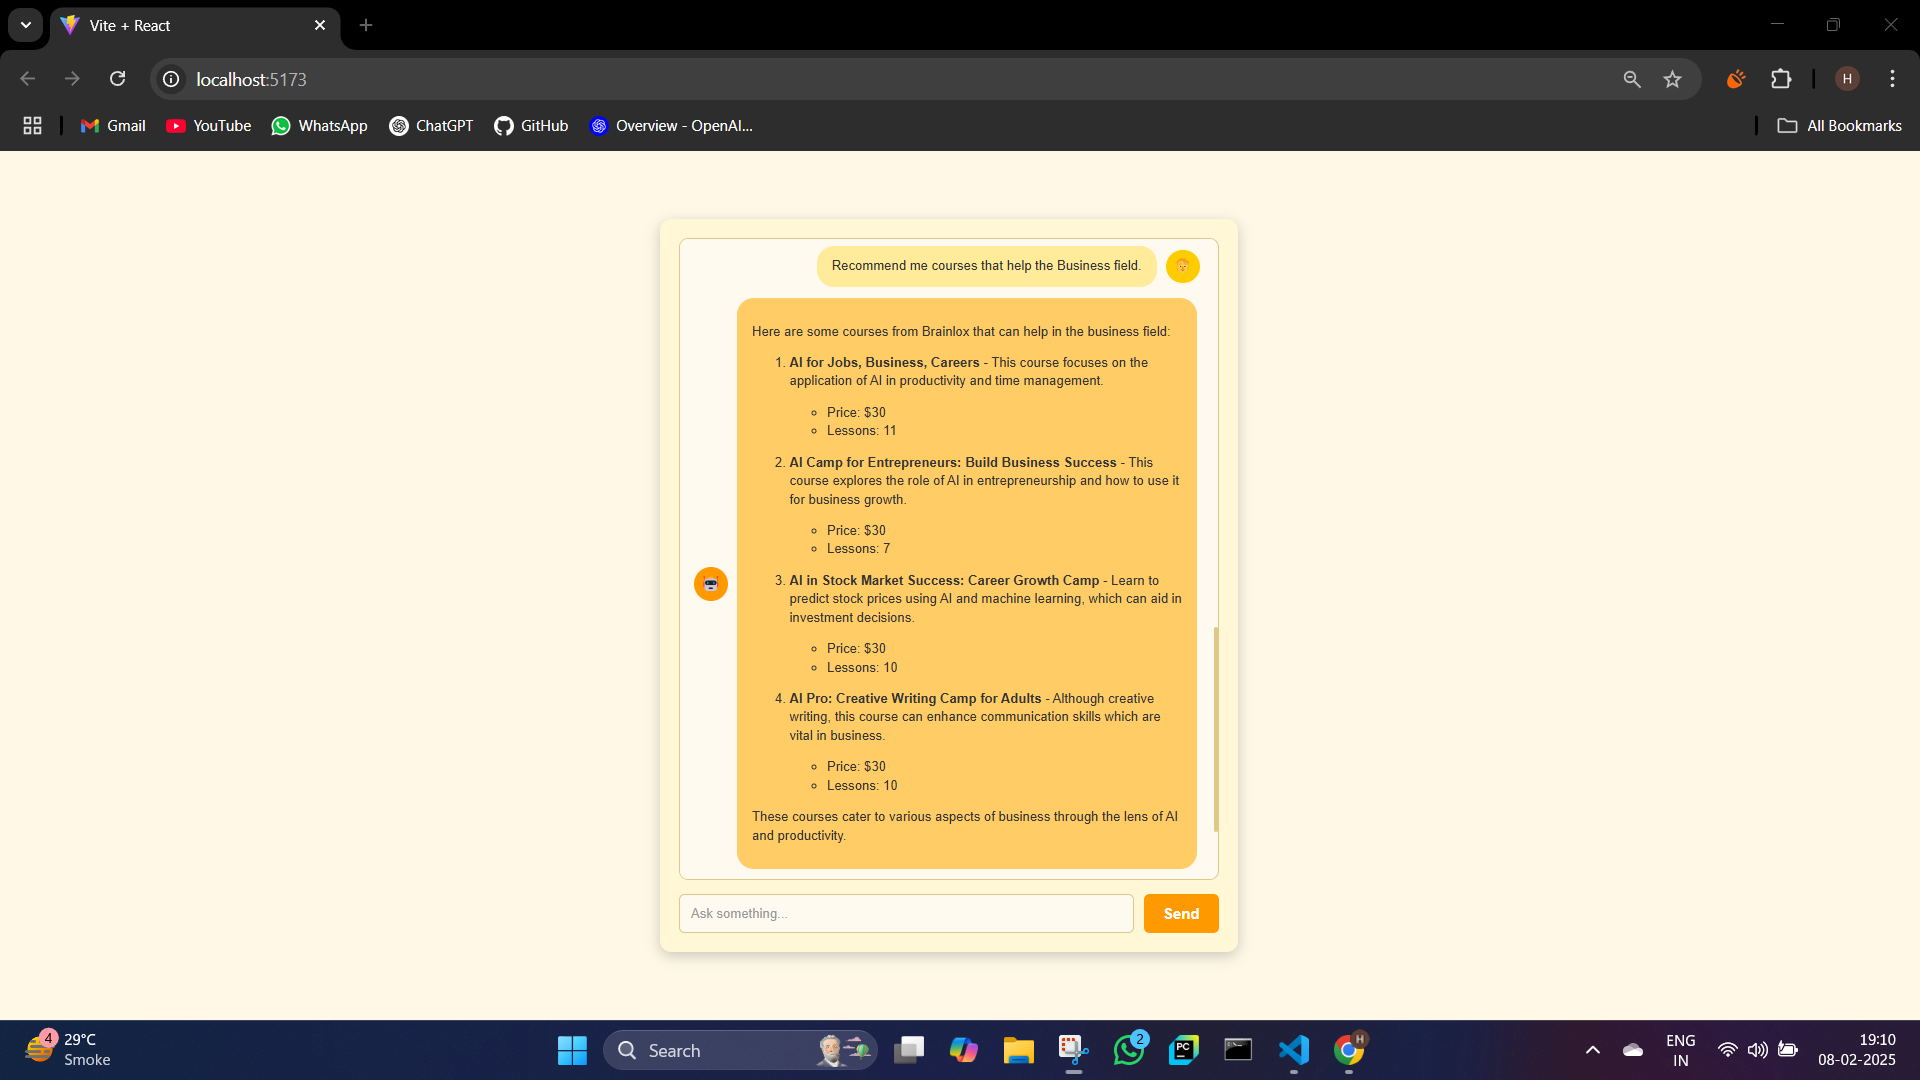 Vite + React
localhost:5173
H
Gmail
YouTube
WhatsApp
ChatGPT
GitHub
Overview - OpenAI...
All Bookmarks
Recommend me courses that help the Business field.
Here are some courses from Brainlox that can help in the business field:
1. AI for Jobs, Business, Careers - This course focuses on the
application of AI in productivity and time management.
Price: $30
Lessons: 11
2. AI Camp for Entrepreneurs: Build Business Success - This
course explores the role of AI in entrepreneurship and how to use it
for business growth.
Price: $30
Lessons: 7
3. AI in Stock Market Success: Career Growth Camp - Learn to
predict stock prices using AI and machine learning, which can aid in
investment decisions.
Price: $30
Lessons: 10
4. AI Pro: Creative Writing Camp for Adults - Although creative
writing, this course can enhance communication skills which are
vital in business.
Price: $30
Lessons: 10
These courses cater to various aspects of business through the lens of AI
and productivity.
Ask something...
Send
4
29°C
Smoke
Search
2
PC
H
ENG
IN
19:10
08-02-2025